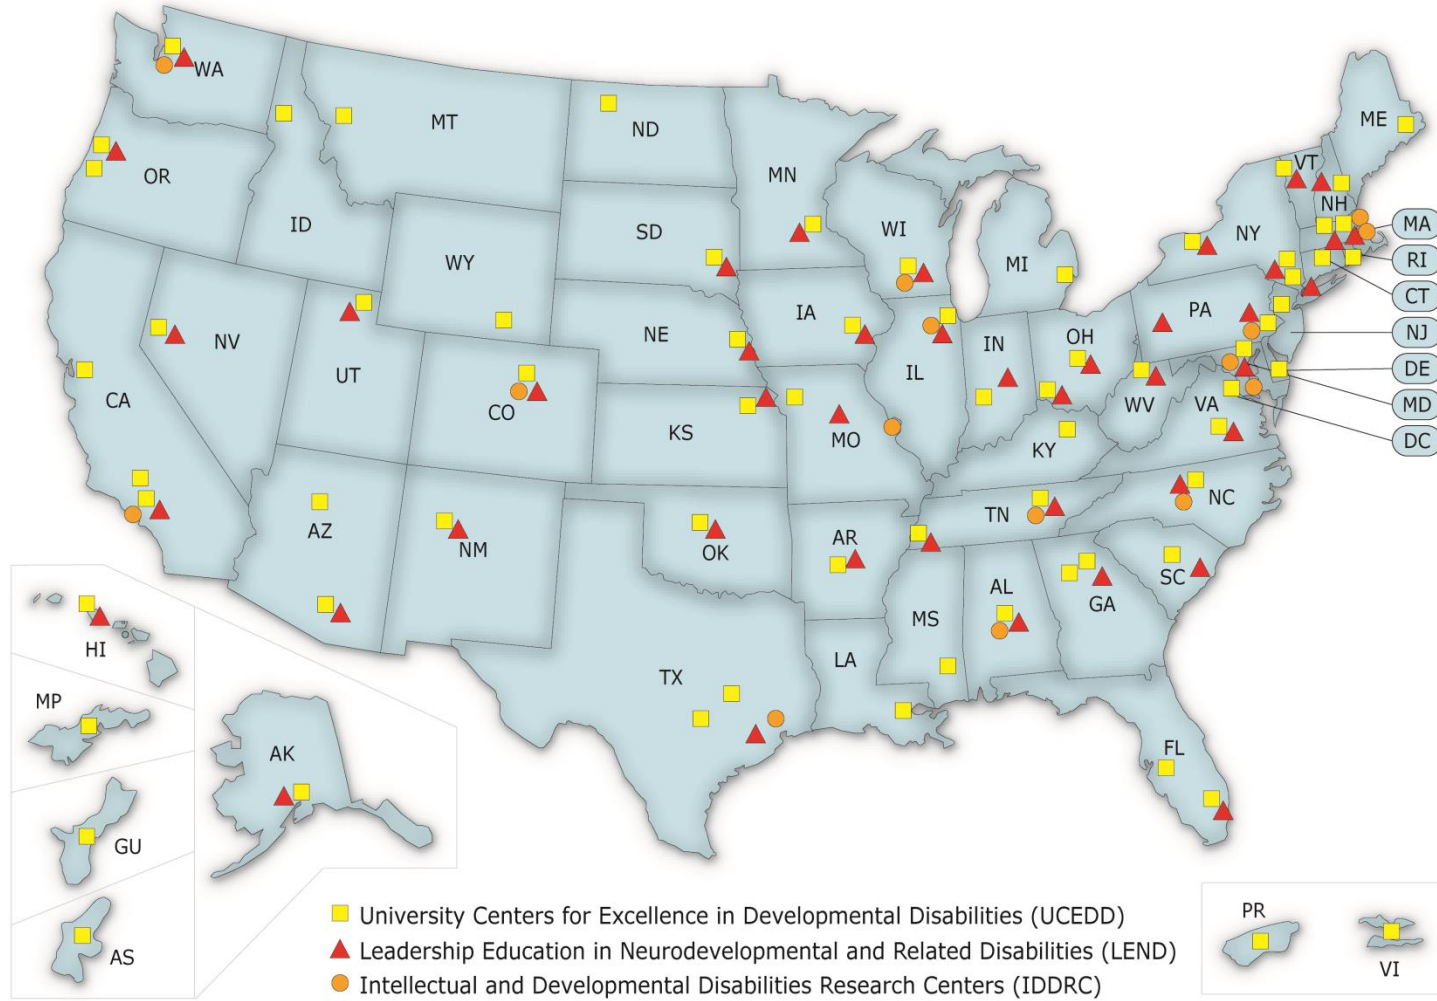 WA
MT
ND
ME
OR
MN
VT
ID
SD
WI
NH
NY
MA
WY
MI
RI
CT
PA
NV
NE
IA
OH
NJ
IN
UT
IL
DE
CA
CO
WV
VA
MD
KS
MO
KY
DC
NC
TN
AZ
NM
OK
AR
SC
AL
GA
MS
HI
LA
TX
MP
FL
AK
GU
AS
PR
VI
University Centers for Excellence in Developmental Disabilities (UCEDD)
Leadership Education in Neurodevelopmental and Related Disabilities (LEND)
Intellectual and Developmental Disabilities Research Centers (IDDRC)